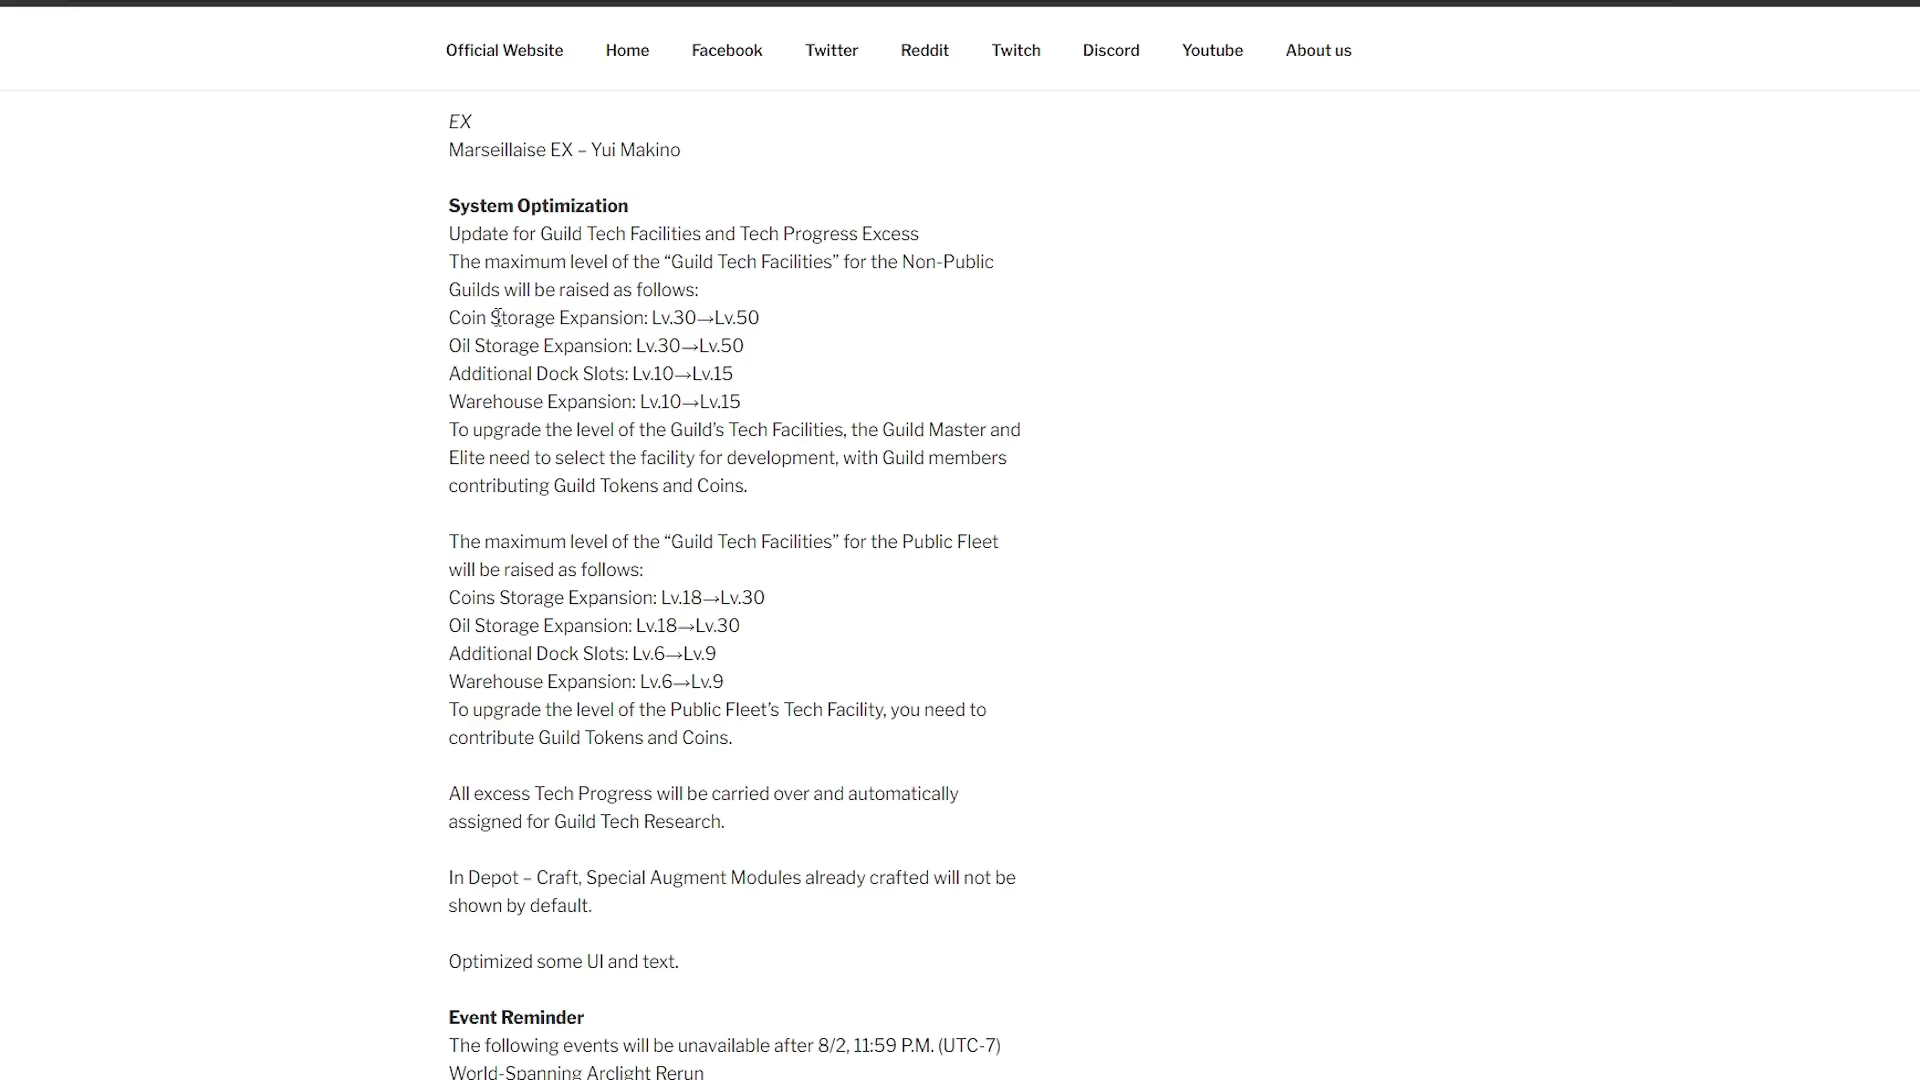 Official Website Home Facebook Twitter Reddit Twitch Discord Youtube About us
EX
Marseillaise EX – Yui Makino
System Optimization
Update for Guild Tech Facilities and Tech Progress Excess
The maximum level of the “Guild Tech Facilities” for the Non-Public
Guilds will be raised as follows:
Coin Storage Expansion: Lv.30→Lv.50
Oil Storage Expansion: Lv.30→Lv.50
Additional Dock Slots: Lv.10→Lv.15
Warehouse Expansion: Lv.10→Lv.15
To upgrade the level of the Guild’s Tech Facilities, the Guild Master and
Elite need to select the facility for development, with Guild members
contributing Guild Tokens and Coins.
The maximum level of the “Guild Tech Facilities” for the Public Fleet
will be raised as follows:
Coins Storage Expansion: Lv.18→Lv.30
Oil Storage Expansion: Lv.18→Lv.30
Additional Dock Slots: Lv.6→Lv.9
Warehouse Expansion: Lv.6→Lv.9
To upgrade the level of the Public Fleet’s Tech Facility, you need to
contribute Guild Tokens and Coins.
All excess Tech Progress will be carried over and automatically
assigned for Guild Tech Research.
In Depot – Craft, Special Augment Modules already crafted will not be
shown by default.
Optimized some UI and text.
Event Reminder
The following events will be unavailable after 8/2, 11:59 P.M. (UTC-7)
World-Spanning Arclight Rerun